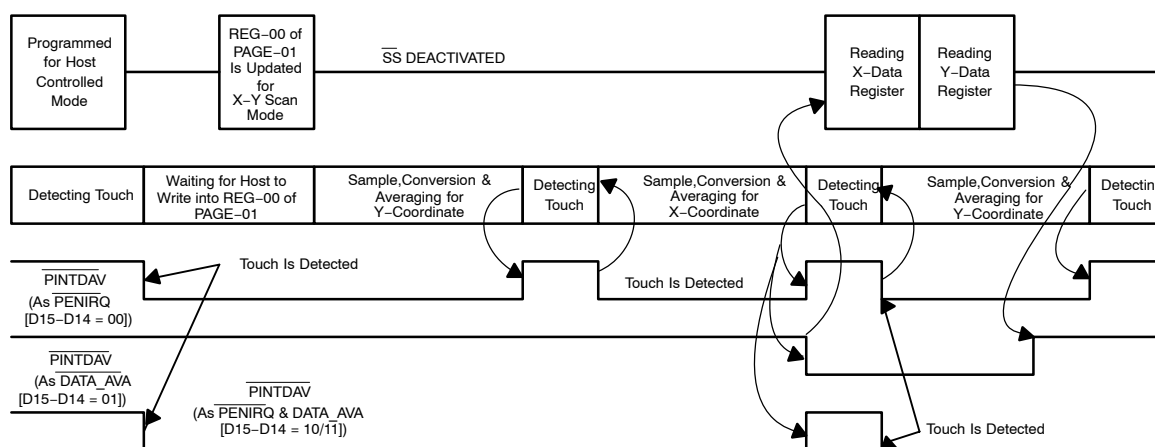 Programmed
for Host
Controlled
Mode
REG−00 of
PAGE−01
Is Updated
for
X−Y Scan
Mode
SS DEACTIVATED
Reading
X−Data
Register
Reading
Y−Data
Register
Detecting Touch
Waiting for Host to
Write into REG−00 of
PAGE−01
Sample,Conversion &
Averaging for
Y−Coordinate
Detecting
Touch
Sample,Conversion &
Averaging for
X−Coordinate
Detecting
Touch
Sample,Conversion &
Averaging for
Y−Coordinate
Detectin
Touch
PINTDAV
(As PENIRQ
[D15−D14 = 00])
Touch Is Detected
Touch Is Detected
PINTDAV
(As DATA_AVA
[D15−D14 = 01])
PINTDAV
(As PENIRQ & DATA_AVA
[D15−D14 = 10/11])
Touch Is Detected